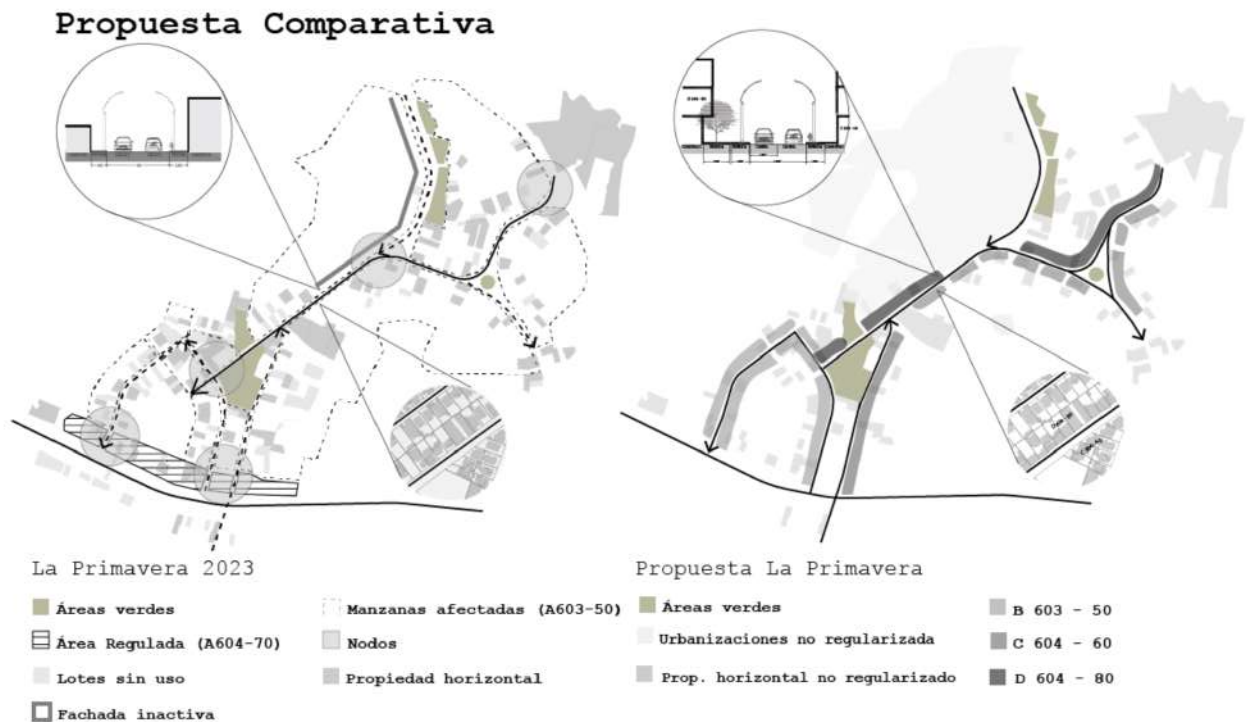 Propuesta Comparativa
La Primavera 2023
Áreas verdes
Área Regulada (A604-70)
Lotes sin uso
Fachada inactiva
Manzanas afectadas (A603-50)
Nodos
Propiedad horizontal
Propuesta La Primavera
Áreas verdes
Urbanizaciones no regularizada
Prop. horizontal no regularizado
B 603 - 50
C 604 - 60
D 604 - 80